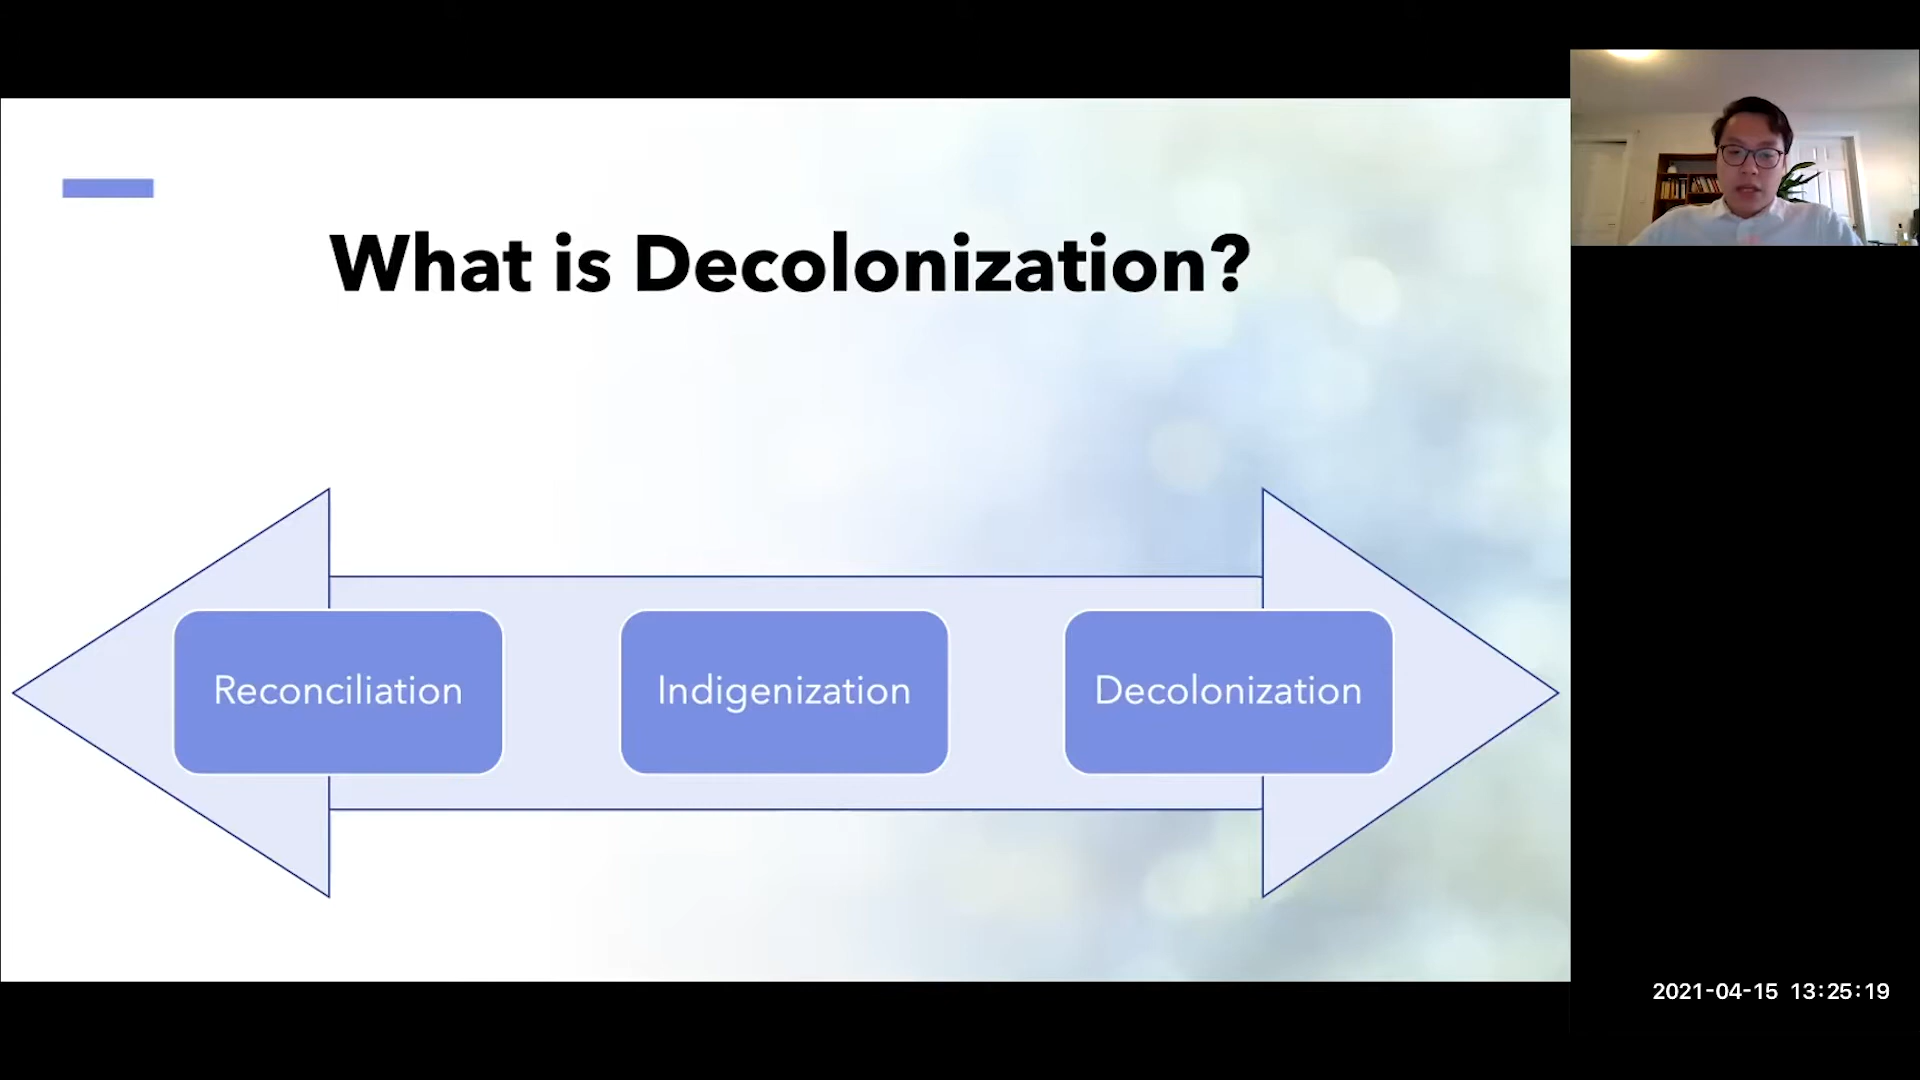 What is Decolonization?
Reconciliation
Indigenization
Decolonization
2021-04-15 13:25:19